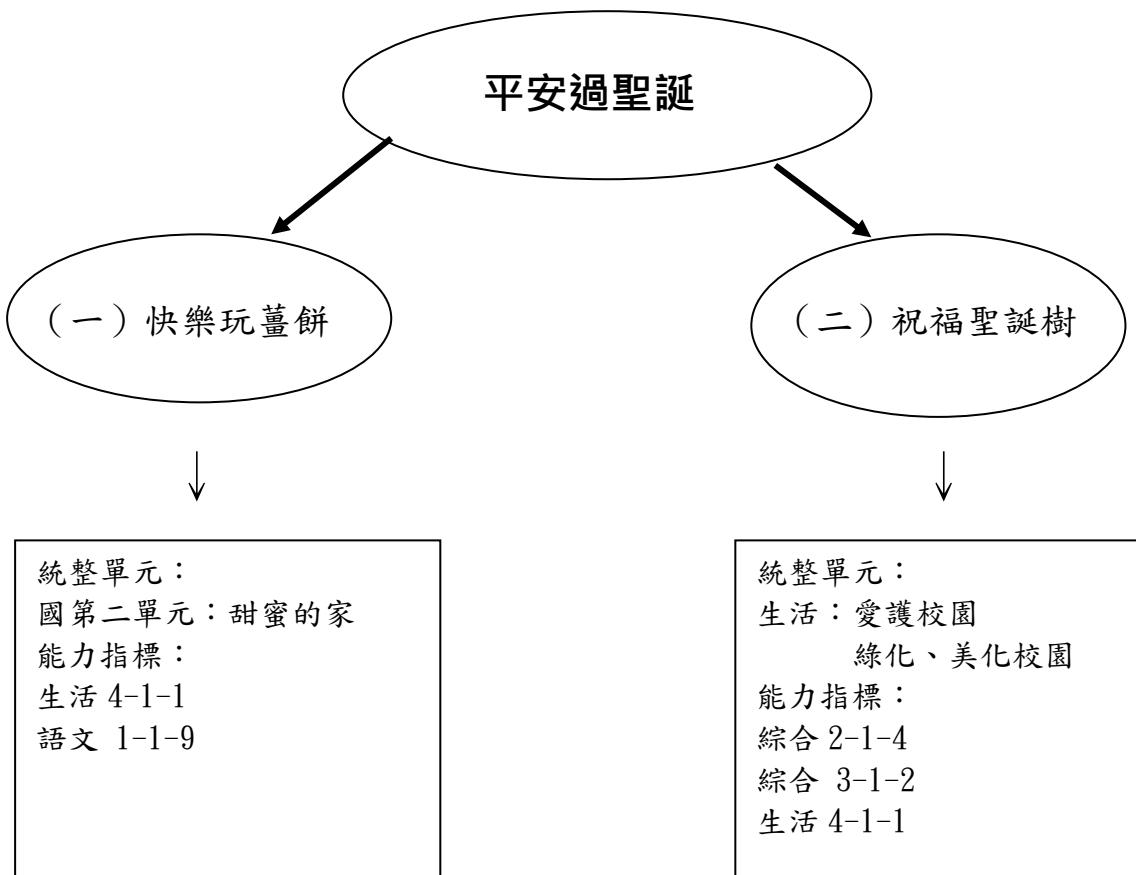 平安過聖誕
（一）快樂玩薑餅
（二）祝福聖誕樹
統整單元：
國第二單元：甜蜜的家
能力指標：
生活 4-1-1
語文 1-1-9
統整單元：
生活：愛護校園
綠化、美化校園
能力指標：
綜合 2-1-4
綜合 3-1-2
生活 4-1-1